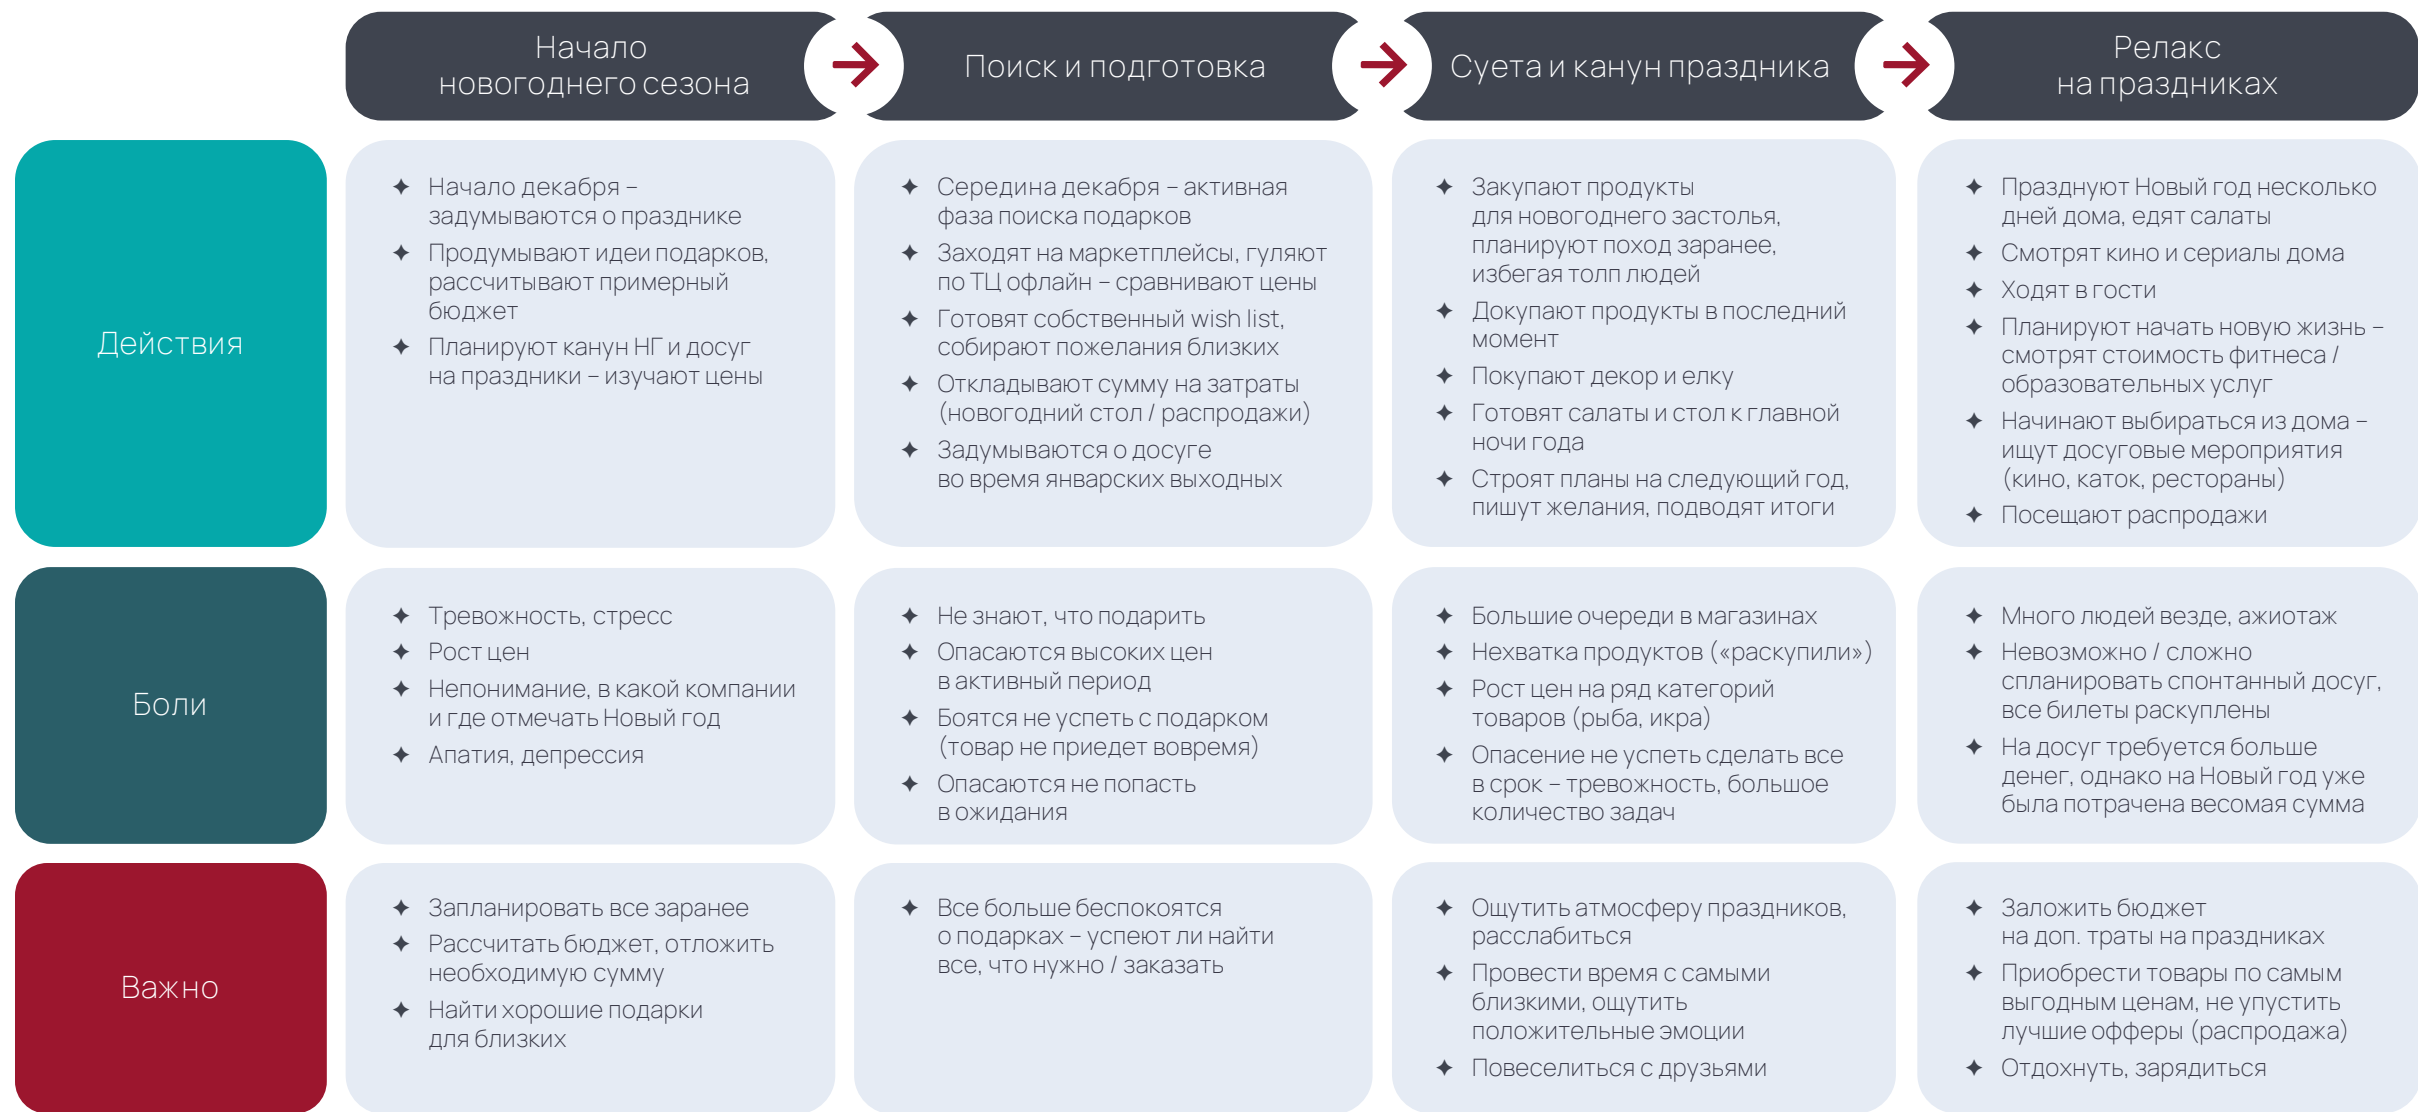 Начало
новогоднего сезона
Поиск и подготовка
Суета и канун праздника
Релакс
на праздниках
Действия
Начало декабря –
задумываются о празднике
Продумывают идеи подарков,
рассчитывают примерный
бюджет
Планируют канун НГ и досуг
на праздники – изучают цены
Середина декабря – активная
фаза поиска подарков
Заходят на маркетплейсы, гуляют
по ТЦ офлайн – сравнивают цены
Готовят собственный wish list,
собирают пожелания близких
Откладывают сумму на затраты
(новогодний стол / распродажи)
Задумываются о досуге
во время январских выходных
Закупают продукты
для новогоднего застолья,
планируют поход заранее,
избегая толп людей
Докупают продукты в последний
момент
Покупают декор и елку
Готовят салаты и стол к главной
ночи года
Строят планы на следующий год,
пишут желания, подводят итоги
Празднуют Новый год несколько
дней дома, едят салаты
Смотрят кино и сериалы дома
Ходят в гости
Планируют начать новую жизнь –
смотрят стоимость фитнеса /
образовательных услуг
Начинают выбираться из дома –
ищут досуговые мероприятия
(кино, каток, рестораны)
Посещают распродажи
Боли
Тревожность, стресс
Рост цен
Непонимание, в какой компании
и где отмечать Новый год
Апатия, депрессия
Не знают, что подарить
Опасаются высоких цен
в активный период
Боятся не успеть с подарком
(товар не приедет вовремя)
Опасаются не попасть
в ожидания
Большие очереди в магазинах
Нехватка продуктов («раскупили»)
Рост цен на ряд категорий
товаров (рыба, икра)
Опасение не успеть сделать все
в срок – тревожность, большое
количество задач
Много людей везде, ажиотаж
Невозможно / сложно
спланировать спонтанный досуг,
все билеты раскуплены
На досуг требуется больше
денег, однако на Новый год уже
была потрачена весомая сумма
Важно
Запланировать все заранее
Рассчитать бюджет, отложить
необходимую сумму
Найти хорошие подарки
для близких
Все больше беспокоятся
о подарках – успеют ли найти
все, что нужно / заказать
Ощутить атмосферу праздников,
расслабиться
Провести время с самыми
близкими, ощутить
положительные эмоции
Повеселиться с друзьями
Заложить бюджет
на доп. траты на праздниках
Приобрести товары по самым
выгодным ценам, не упустить
лучшие офферы (распродажа)
Отдохнуть, зарядиться